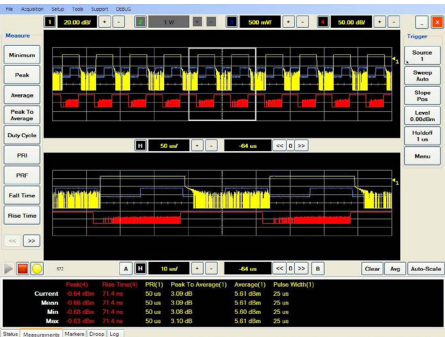 File Acquisition Setup Tools Support DEBUG
1 20.00 dB/ + - 1 W + - 500 mV + - 4 50.00 dB/ + - _ X
Measure
Trigger
Minimum
Peak
Average
Peak To
Average
Duty Cycle
PRI
PRF
Fall Time
Rise Time
<< >>
Source
1
Sweep
Auto
Slope
Pos
Level
0.00dBm
Holdoff
1 us
Menu
1
H 50 us/ + - -64 us << 0 >>
1
A H 10 us/ + - -64 us << 0 >> B Clear Avg Auto-Scale
Peak(4) Rise Time(4) PRI(1) Peak To Average(1) Average(1) Pulse Width(1)
Current -0.64 dBm 71.4 ns 50 us 3.09 dB 5.61 dBm 25 us
Mean -0.66 dBm 71.4 ns 50 us 3.09 dB 5.61 dBm 25 us
Min -0.68 dBm 71.4 ns 50 us 3.08 dB 5.60 dBm 25 us
Max -0.63 dBm 71.4 ns 50 us 3.10 dB 5.61 dBm 25 us
Status Measurements Markers Droop Log